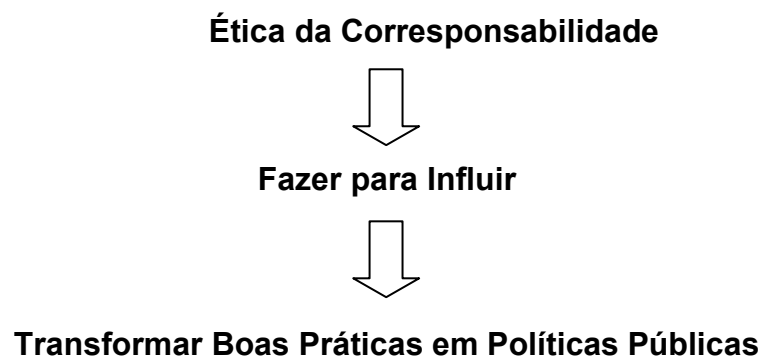 Ética da Corresponsabilidade
Fazer para Influir
Transformar Boas Práticas em Políticas Públicas